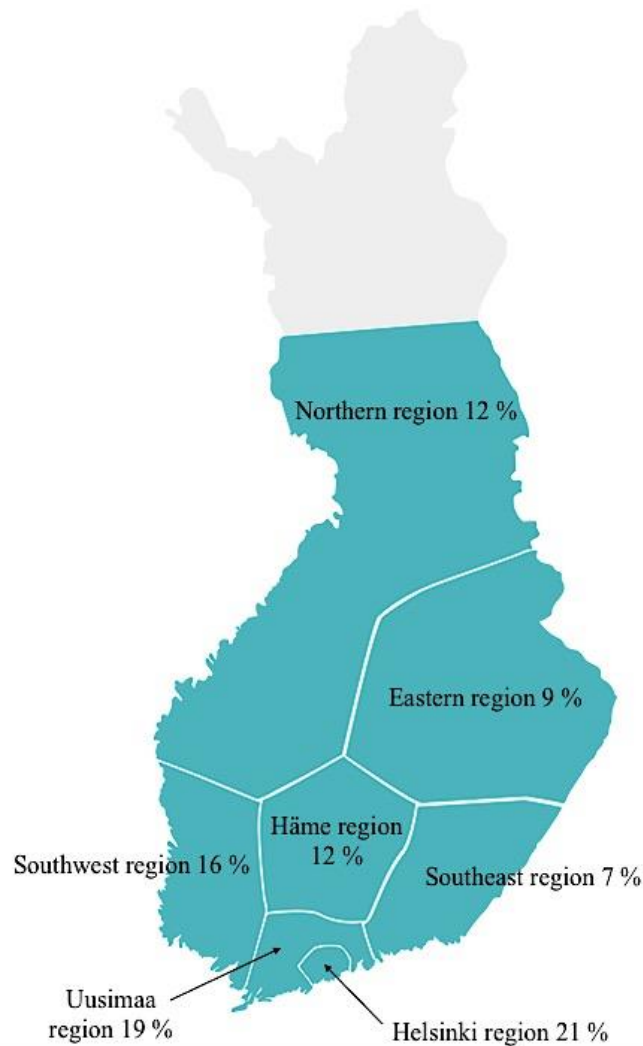 Northern region 12 %
Eastern region 9 %
Häme region
12 %
Southwest region 16 %
Southeast region 7 %
Uusimaa
region 19 %
Helsinki region 21 %